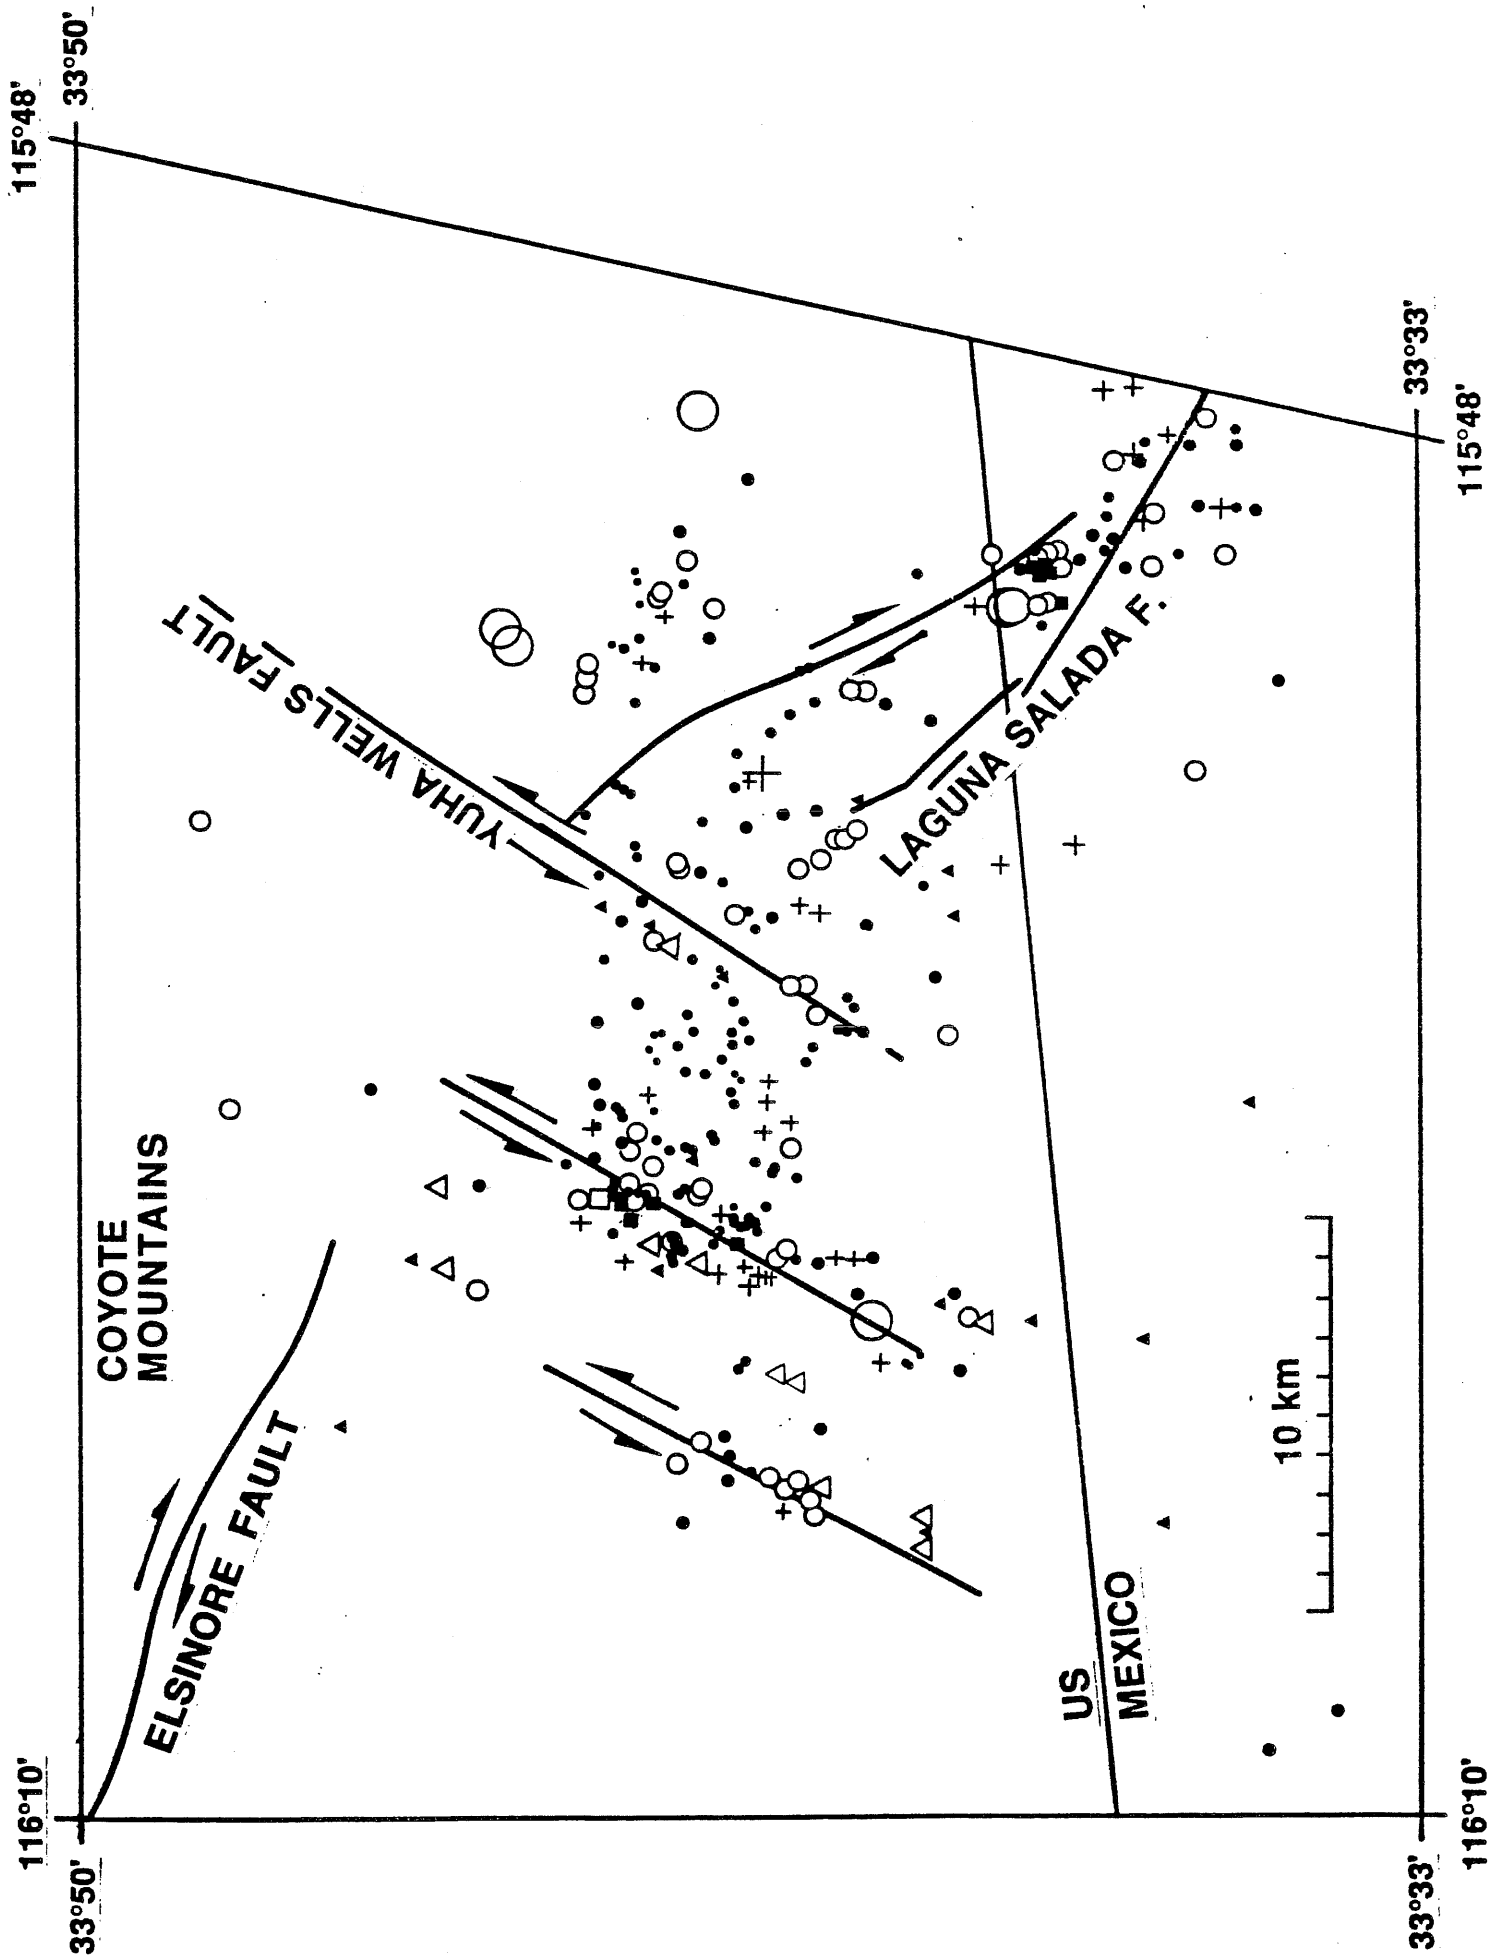 116°10'
115°48'
33°50'
33°50'
COYOTE
MOUNTAINS
ELSINORE FAULT
YUHA WELLS FAULT
LAGUNA SALADA F.
US
MEXICO
10 km
33°33'
33°33'
116°10'
115°48'